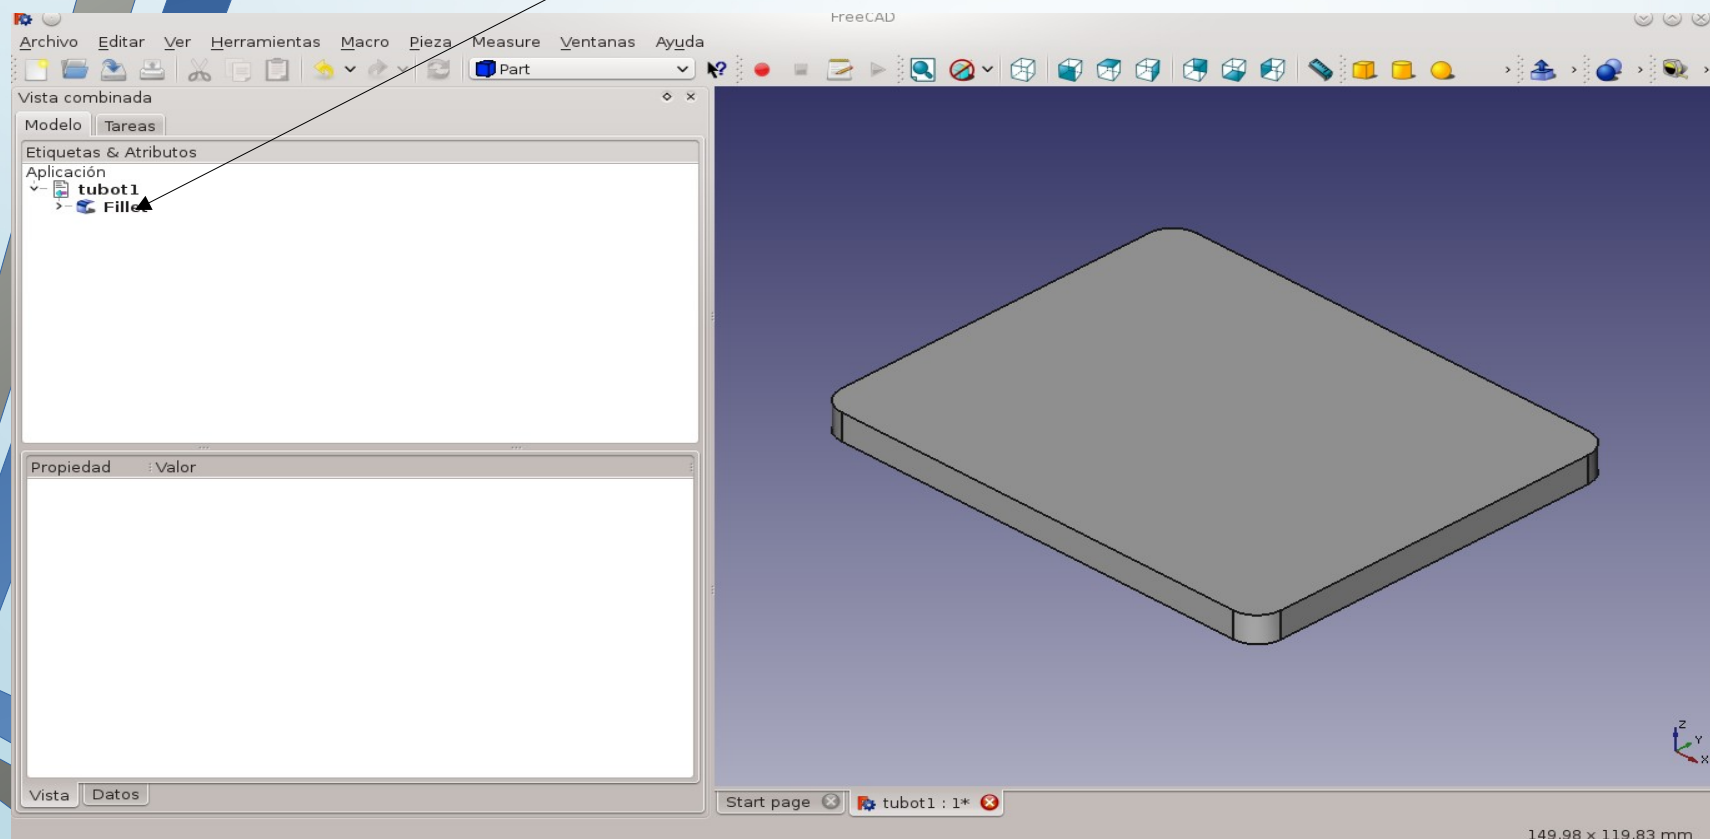 FreeCAD
Archivo Editar Ver Herramientas Macro Pieza Measure Ventanas Ayuda
Part
Vista combinada
Modelo Tareas
Etiquetas & Atributos
Aplicación
tubot1
Fillet
Propiedad Valor
Vista Datos
Start page tubot1 : 1*
Z
Y
X
149.98 x 119.83 mm